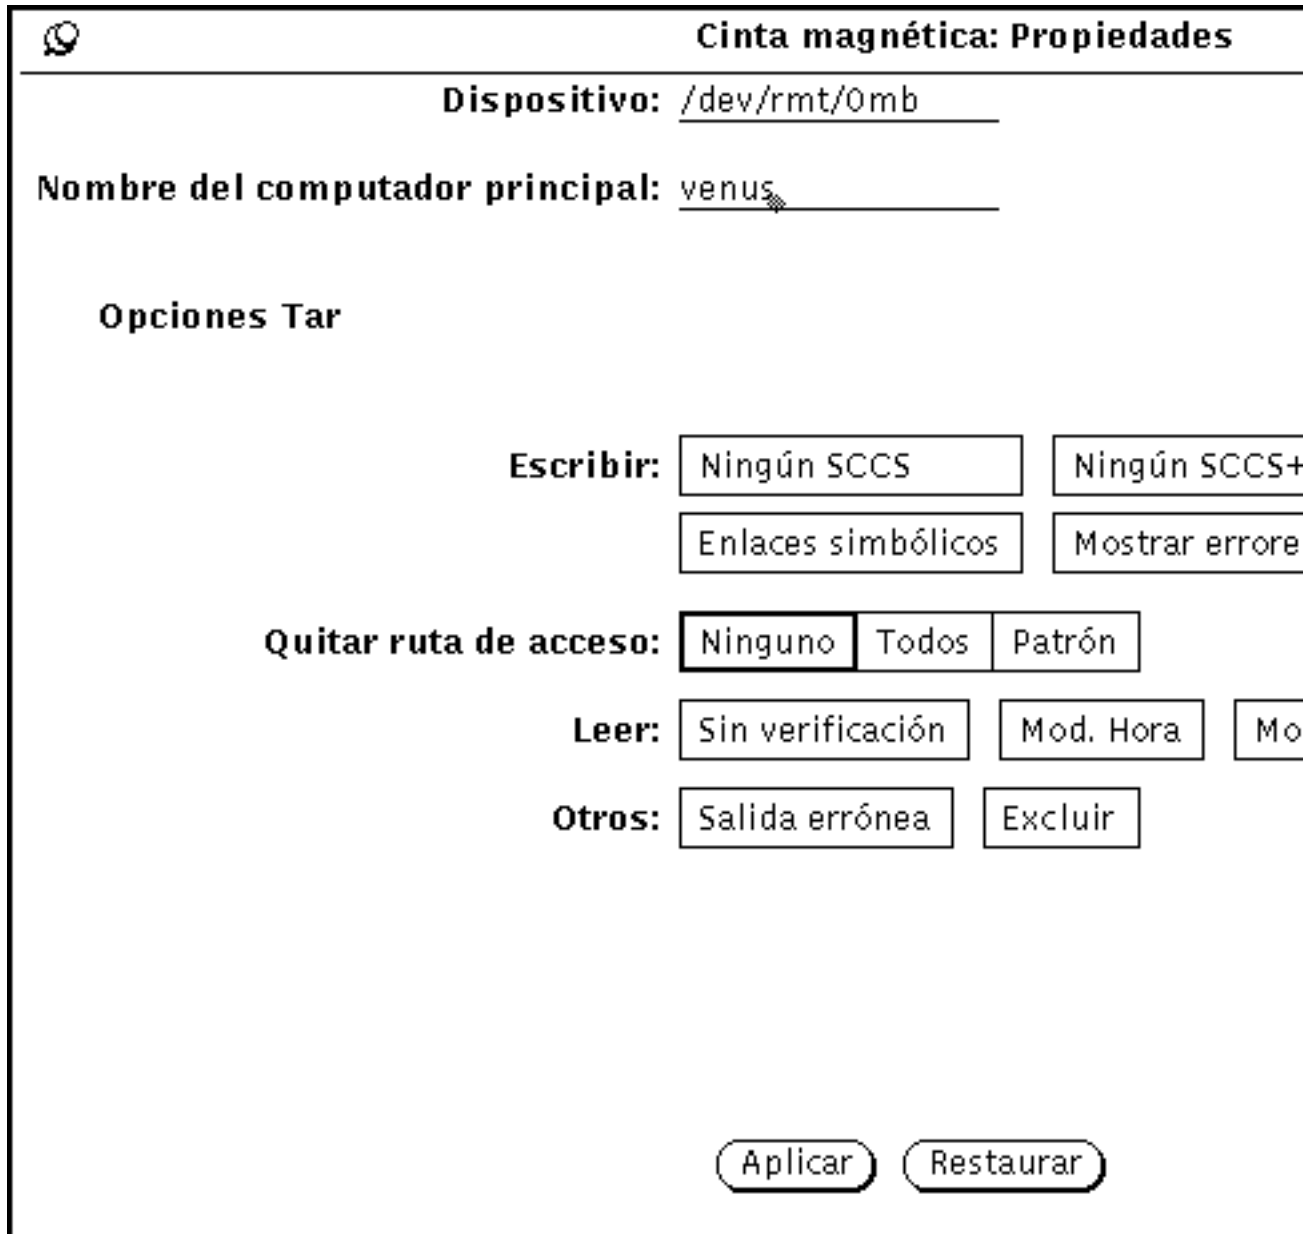 Cinta magnética: Propiedades
Dispositivo: /dev/rmt/0mb
Nombre del computador principal: venus
Opciones Tar
Escribir: Ningún SCCS Ningún SCCS+
Enlaces simbólicos Mostrar errore
Quitar ruta de acceso: Ninguno Todos Patrón
Leer: Sin verificación Mod. Hora Mo
Otros: Salida errónea Excluir
Aplicar Restaurar